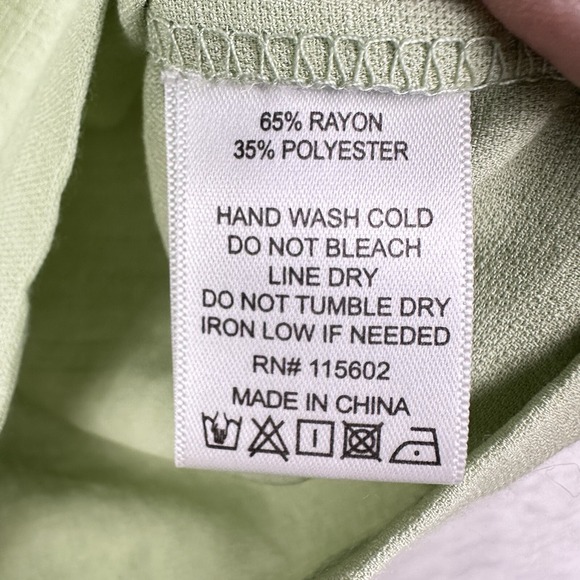 65% RAYON
35% POLYESTER
HAND WASH COLD
DO NOT BLEACH
LINE DRY
DO NOT TUMBLE DRY
IRON LOW IF NEEDED
RN# 115602
MADE IN CHINA